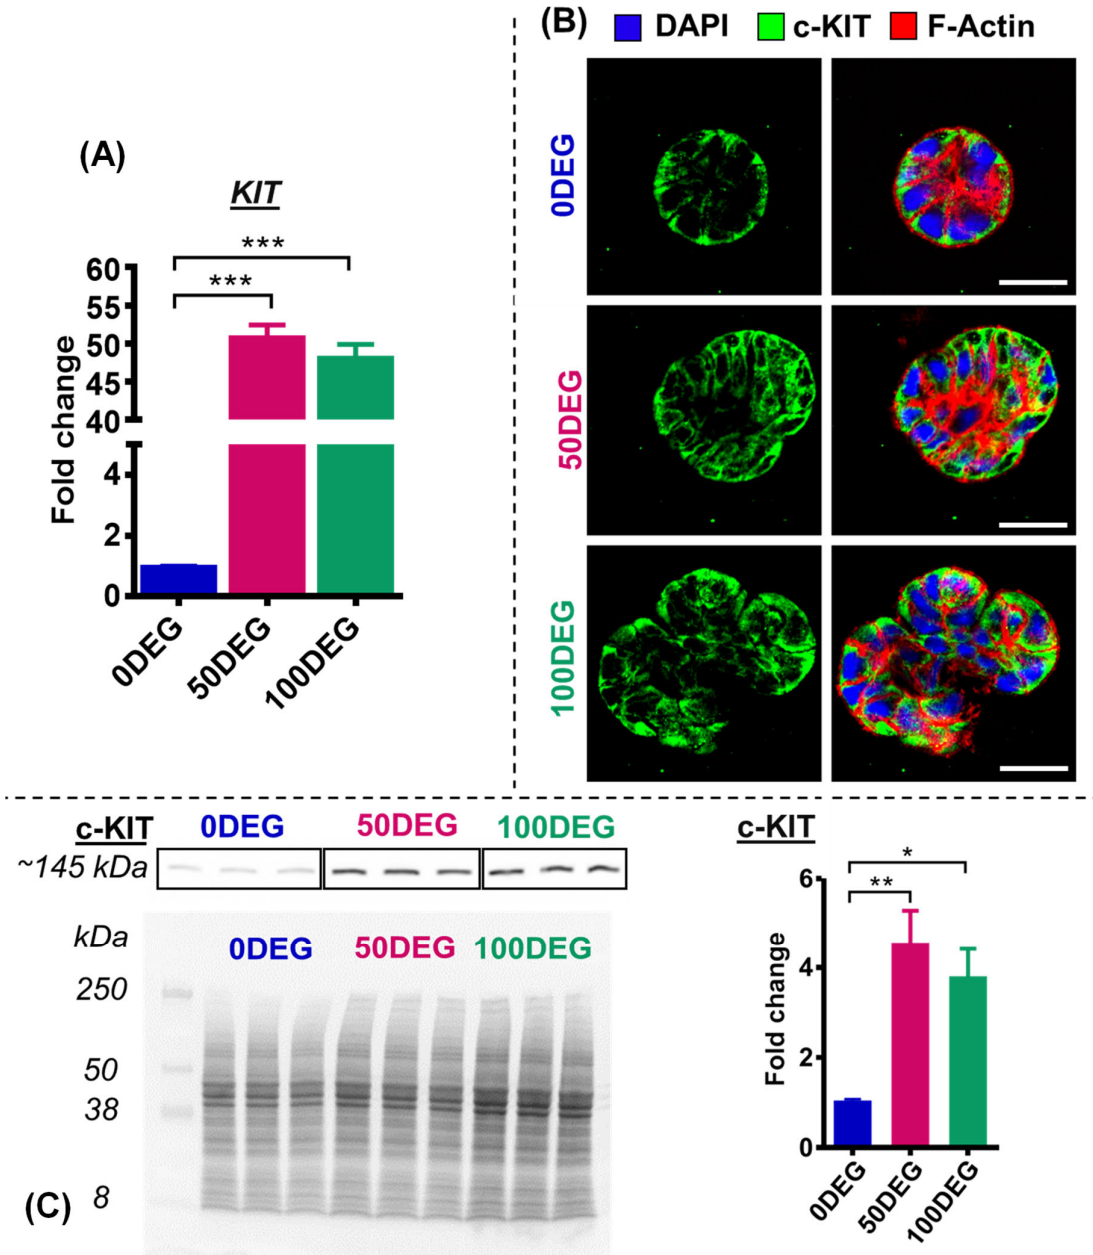 (A)
KIT
***
***
60
55
50
45
40
4
2
0
Fold change
0DEG
50DEG
100DEG
(B) DAPI c-KIT F-Actin
0DEG
50DEG
100DEG
c-KIT 0DEG 50DEG 100DEG
~145 kDa
kDa
0DEG 50DEG 100DEG
250
50
38
8
(C)
c-KIT
*
**
6
4
2
0
Fold change
0DEG
50DEG
100DEG